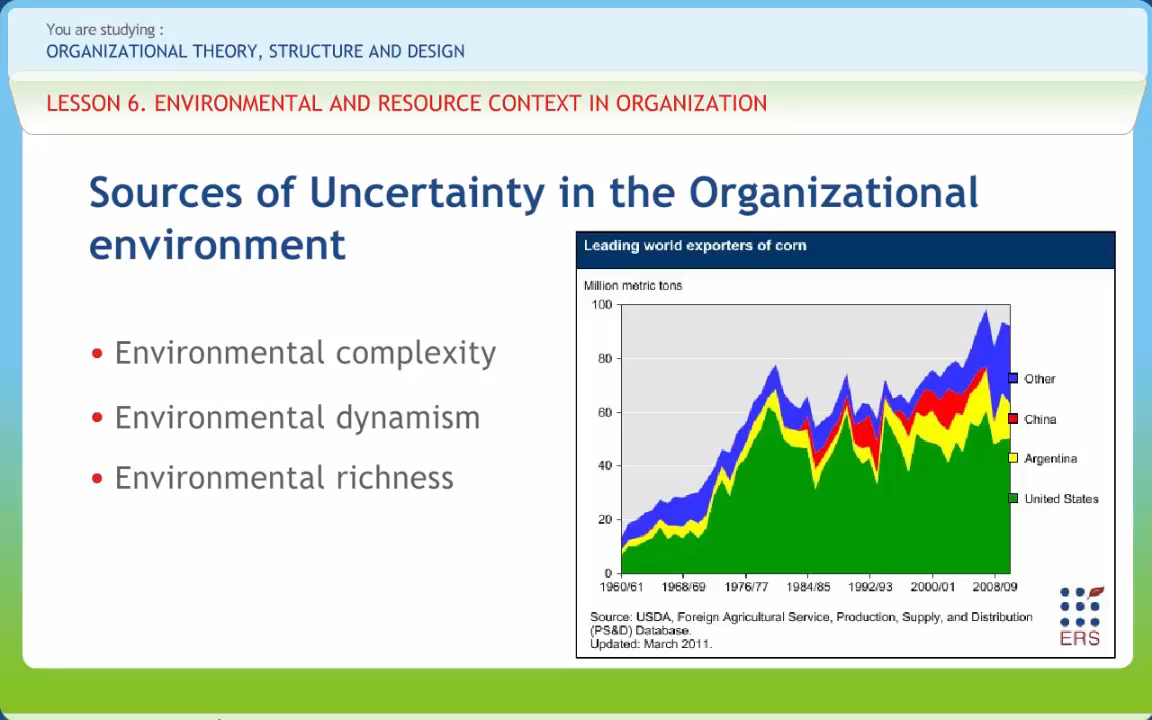 You are studying :
ORGANIZATIONAL THEORY, STRUCTURE AND DESIGN
LESSON 6. ENVIRONMENTAL AND RESOURCE CONTEXT IN ORGANIZATION
Sources of Uncertainty in the Organizational
environment
• Environmental complexity
• Environmental dynamism
• Environmental richness
Leading world exporters of corn
Million metric tons
100
80
60
40
20
0
1960/61 1968/69 1976/77 1984/85 1992/93 2000/01 2008/09
Other
China
Argentina
United States
Source: USDA, Foreign Agricultural Service, Production, Supply, and Distribution
(PS&D) Database.
Updated: March 2011.
ERS